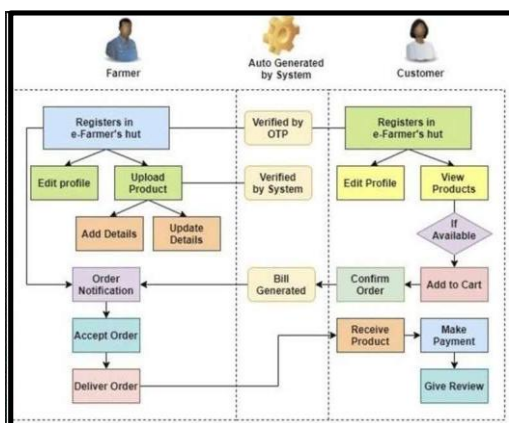 Farmer
Auto Generated
by System
Customer
Registers in
e-Farmer's hut
Verified by
OTP
Registers in
e-Farmer's hut
Edit profile
Upload
Product
Verified
by System
Edit Profile
View
Products
Add Details
Update
Details
If
Available
Order
Notification
Bill
Generated
Confirm
Order
Add to Cart
Accept Order
Receive
Product
Make
Payment
Deliver Order
Give Review